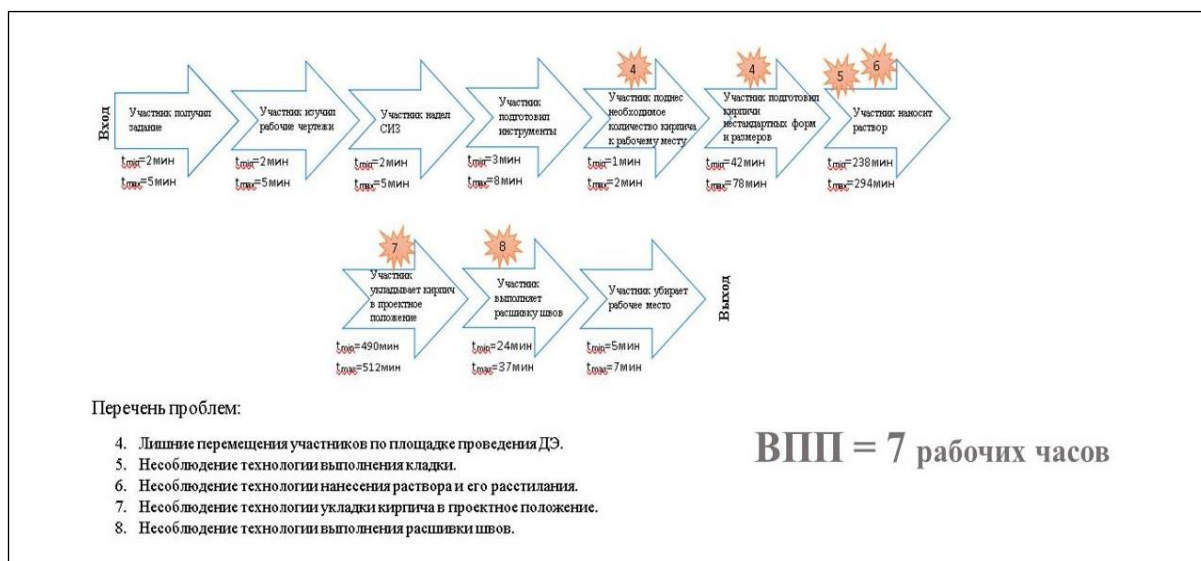 4
4
5
6
Вход
Участник получил
задание
Участник изучил
рабочие чертежи
Участник надел
СИЗ
Участник
подготовил
инструменты
Участник поднес
необходимое
количество кирпича
к рабочему месту
Участник подготовил
кирпичи
нестандартных форм
и размеров
Участник наносит
раствор
tmin=2мин
tmax=5мин
tmin=2мин
tmax=5мин
tmin=2мин
tmax=5мин
tmin=3мин
tmax=8мин
tmin=1мин
tmax=2мин
tmin=42мин
tmax=78мин
tmin=238мин
tmax=294мин
7
8
Участник
укладывает кирпич
в проектное
положение
Участник
выполняет
расшивку швов
Участник убирает
рабочее место
Выход
tmin=490мин
tmax=512мин
tmin=24мин
tmax=37мин
tmin=5мин
tmax=7мин
Перечень проблем:
4. Лишние перемещения участников по площадке проведения ДЭ.
5. Несоблюдение технологии выполнения кладки.
6. Несоблюдение технологии нанесения раствора и его расстилания.
7. Несоблюдение технологии укладки кирпича в проектное положение.
8. Несоблюдение технологии выполнения расшивки швов.
ВПП = 7 рабочих часов